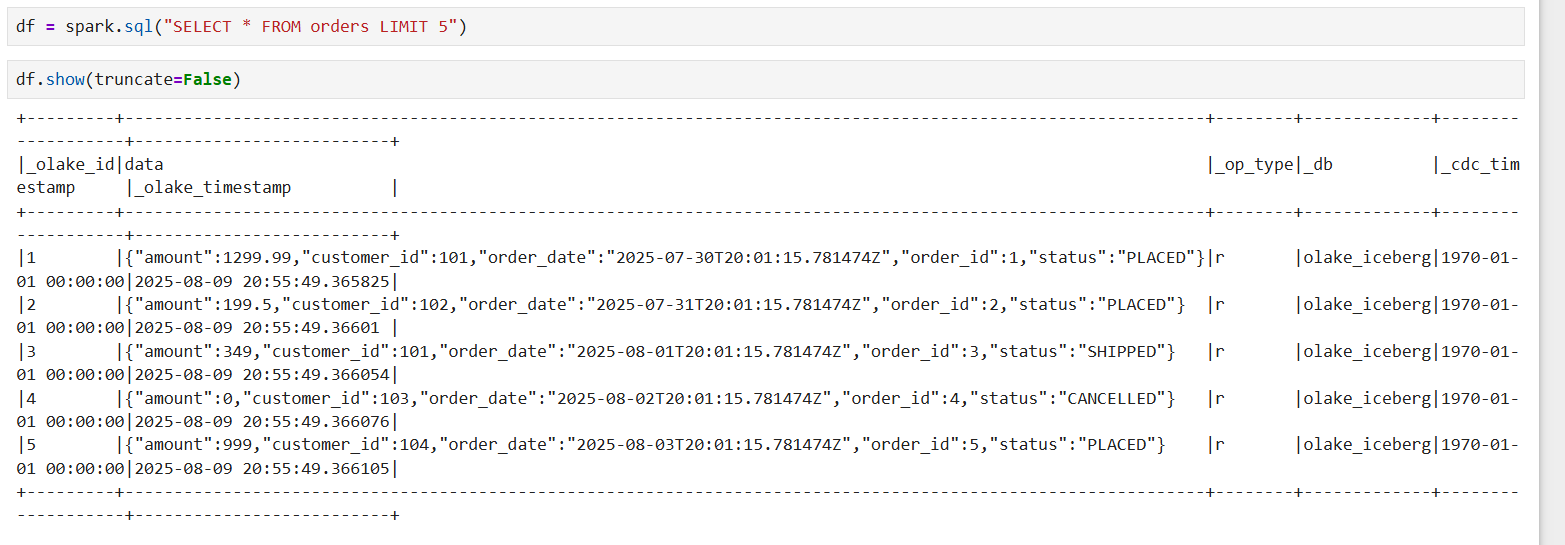 df = spark.sql("SELECT * FROM orders LIMIT 5")
df.show(truncate=False)
+---------+---------------------------------------------------------------------------------------------------------------+--------+-------------+--------
-----------+--------------------------+
|_olake_id|data                                                                                                           |_op_type|_db          |_cdc_tim
estamp     |_olake_timestamp          |
+---------+---------------------------------------------------------------------------------------------------------------+--------+-------------+--------
-----------+--------------------------+
|1        |{"amount":1299.99,"customer_id":101,"order_date":"2025-07-30T20:01:15.781474Z","order_id":1,"status":"PLACED"}|r       |olake_iceberg|1970-01-
01 00:00:00|2025-08-09 20:55:49.365825|
|2        |{"amount":199.5,"customer_id":102,"order_date":"2025-07-31T20:01:15.781474Z","order_id":2,"status":"PLACED"}  |r       |olake_iceberg|1970-01-
01 00:00:00|2025-08-09 20:55:49.36601 |
|3        |{"amount":349,"customer_id":101,"order_date":"2025-08-01T20:01:15.781474Z","order_id":3,"status":"SHIPPED"}   |r       |olake_iceberg|1970-01-
01 00:00:00|2025-08-09 20:55:49.366054|
|4        |{"amount":0,"customer_id":103,"order_date":"2025-08-02T20:01:15.781474Z","order_id":4,"status":"CANCELLED"}   |r       |olake_iceberg|1970-01-
01 00:00:00|2025-08-09 20:55:49.366076|
|5        |{"amount":999,"customer_id":104,"order_date":"2025-08-03T20:01:15.781474Z","order_id":5,"status":"PLACED"}    |r       |olake_iceberg|1970-01-
01 00:00:00|2025-08-09 20:55:49.366105|
+---------+---------------------------------------------------------------------------------------------------------------+--------+-------------+--------
-----------+--------------------------+